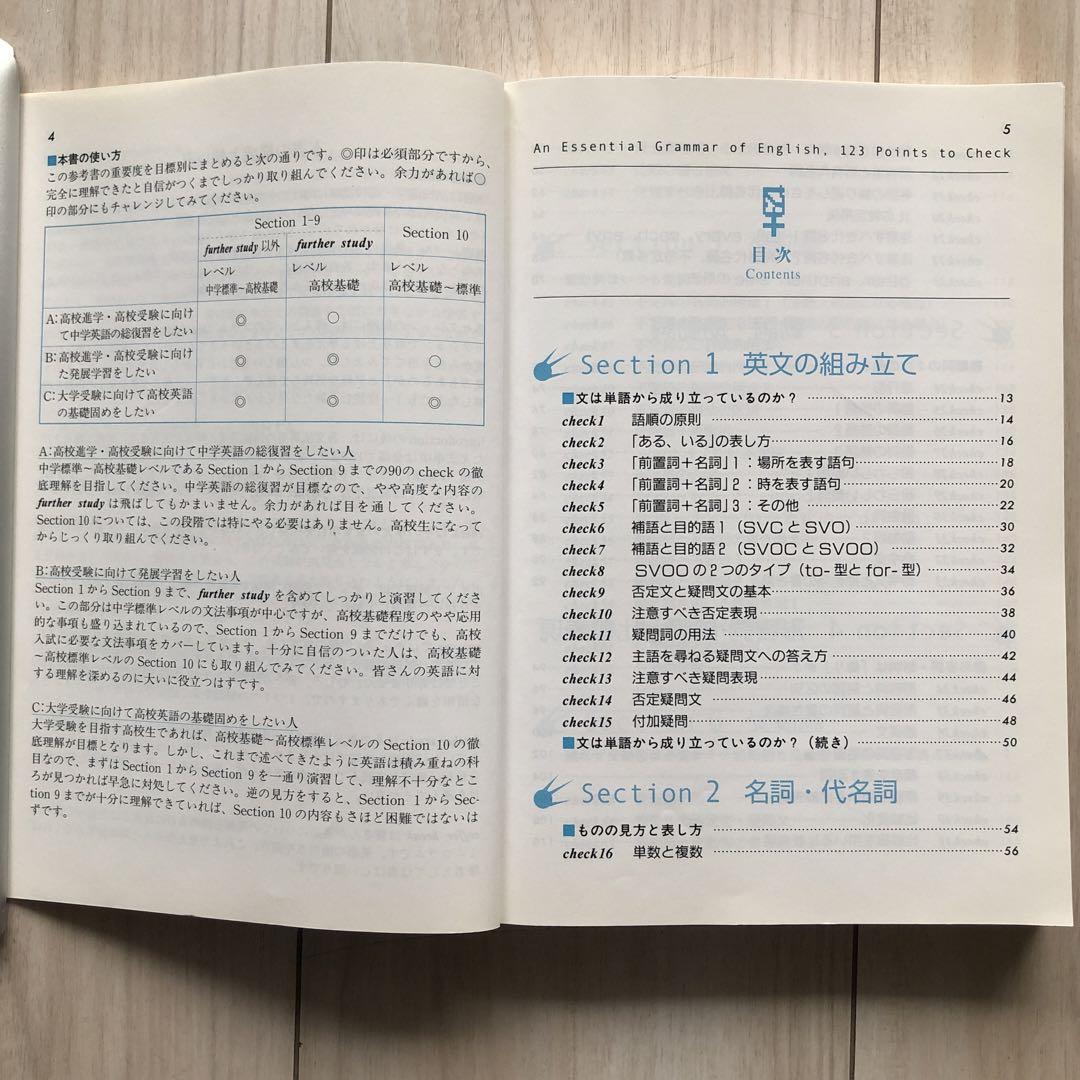 4
■本書の使い方
この参考書の重要度を目標別にまとめると次の通りです。◎印は必須部分ですから、
完全に理解できたと自信がつくまでしっかり取り組んでください。余力があれば○
印の部分にもチャレンジしてみてください。
Section 1-9
Section 10
further study 以外
further study
レベル
中学標準~高校基礎
レベル
高校基礎
レベル
高校基礎~標準
A:高校進学・高校受験に向け
て中学英語の総復習をしたい
◎ ○
B:高校進学・高校受験に向け
た発展学習をしたい
◎ ◎ ○
C:大学受験に向けて高校英語
の基礎固めをしたい
◎ ◎ ◎
A:高校進学・高校受験に向けて中学英語の総復習をしたい人
中学標準~高校基礎レベルである Section 1 から Section 9 までの90の check の徹
底理解を目指してください。中学英語の総復習が目標なので、やや高度な内容の
further study は飛ばしてもかまいません。余力があれば目を通してください。
Section 10 については、この段階では特にやる必要はありません。高校生になって
からじっくり取り組んでください。
B:高校受験に向けて発展学習をしたい人
Section 1 から Section 9 まで、further study を含めてしっかりと演習してくださ
い。この部分は中学標準レベルの文法事項が中心ですが、高校基礎程度のやや応用
的な事も盛り込まれているので、Section 1 から Section 9 までだけでも、高校
入試に必要な文法事項をカバーしています。十分に自信のついた人は、高校基礎
~高校標準レベルの Section 10 にも取り組んでみてください。皆さんの英語に対
する理解を深めるのに大いに役立つはずです。
C:大学受験に向けて高校英語の基礎固めをしたい人
大学受験を目指す高校生であれば、高校基礎~高校標準レベルの Section 10 の徹
底理解が目標となります。しかし、これまで述べてきたように英語は積み重ねの科
目なので、まずは Section 1 から Section 9 を一通り演習して、理解不十分なとこ
ろが見つかれば早急に対処してください。逆の見方をすると、Section 1 から Sec-
tion 9 までが十分に理解できていれば、Section 10 の内容もさほど困難ではないは
ずです。
5
An Essential Grammar of English, 123 Points to Check
目次
Contents
Section 1 英文の組み立て
■文は単語から成り立っているのか? 13
check1 語順の原則 14
check2 「ある、いる」の表し方 16
check3 「前置詞+名詞」1:場所を表す語句 18
check4 「前置詞+名詞」2:時を表す語句 20
check5 「前置詞+名詞」3:その他 22
check6 補語と目的語1(SVCとSVO) 30
check7 補語と目的語2(SVOCとSVOO) 32
check8 SVOOの2つのタイプ(to-型とfor-型) 34
check9 否定文と疑問文の基本 36
check10 注意すべき否定表現 38
check11 疑問詞の用法 40
check12 主語を尋ねる疑問文への答え方 42
check13 注意すべき疑問表現 44
check14 否定疑問文 46
check15 付加疑問 48
■文は単語から成り立っているのか?(続き) 50
Section 2 名詞・代名詞
■ものの見方と表し方 54
check16 単数と複数 56